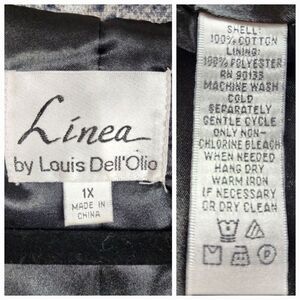 Linea
by Louis Dell'Olio
1X
MADE IN
CHINA
SHELL:
100% COTTON
LINING:
100% POLYESTER
RN 90133
MACHINE WASH
COLD
SEPARATELY
GENTLE CYCLE
ONLY NON-
CHLORINE BLEACH
WHEN NEEDED
HANG DRY
WARM IRON
IF NECESSARY
OR DRY CLEAN